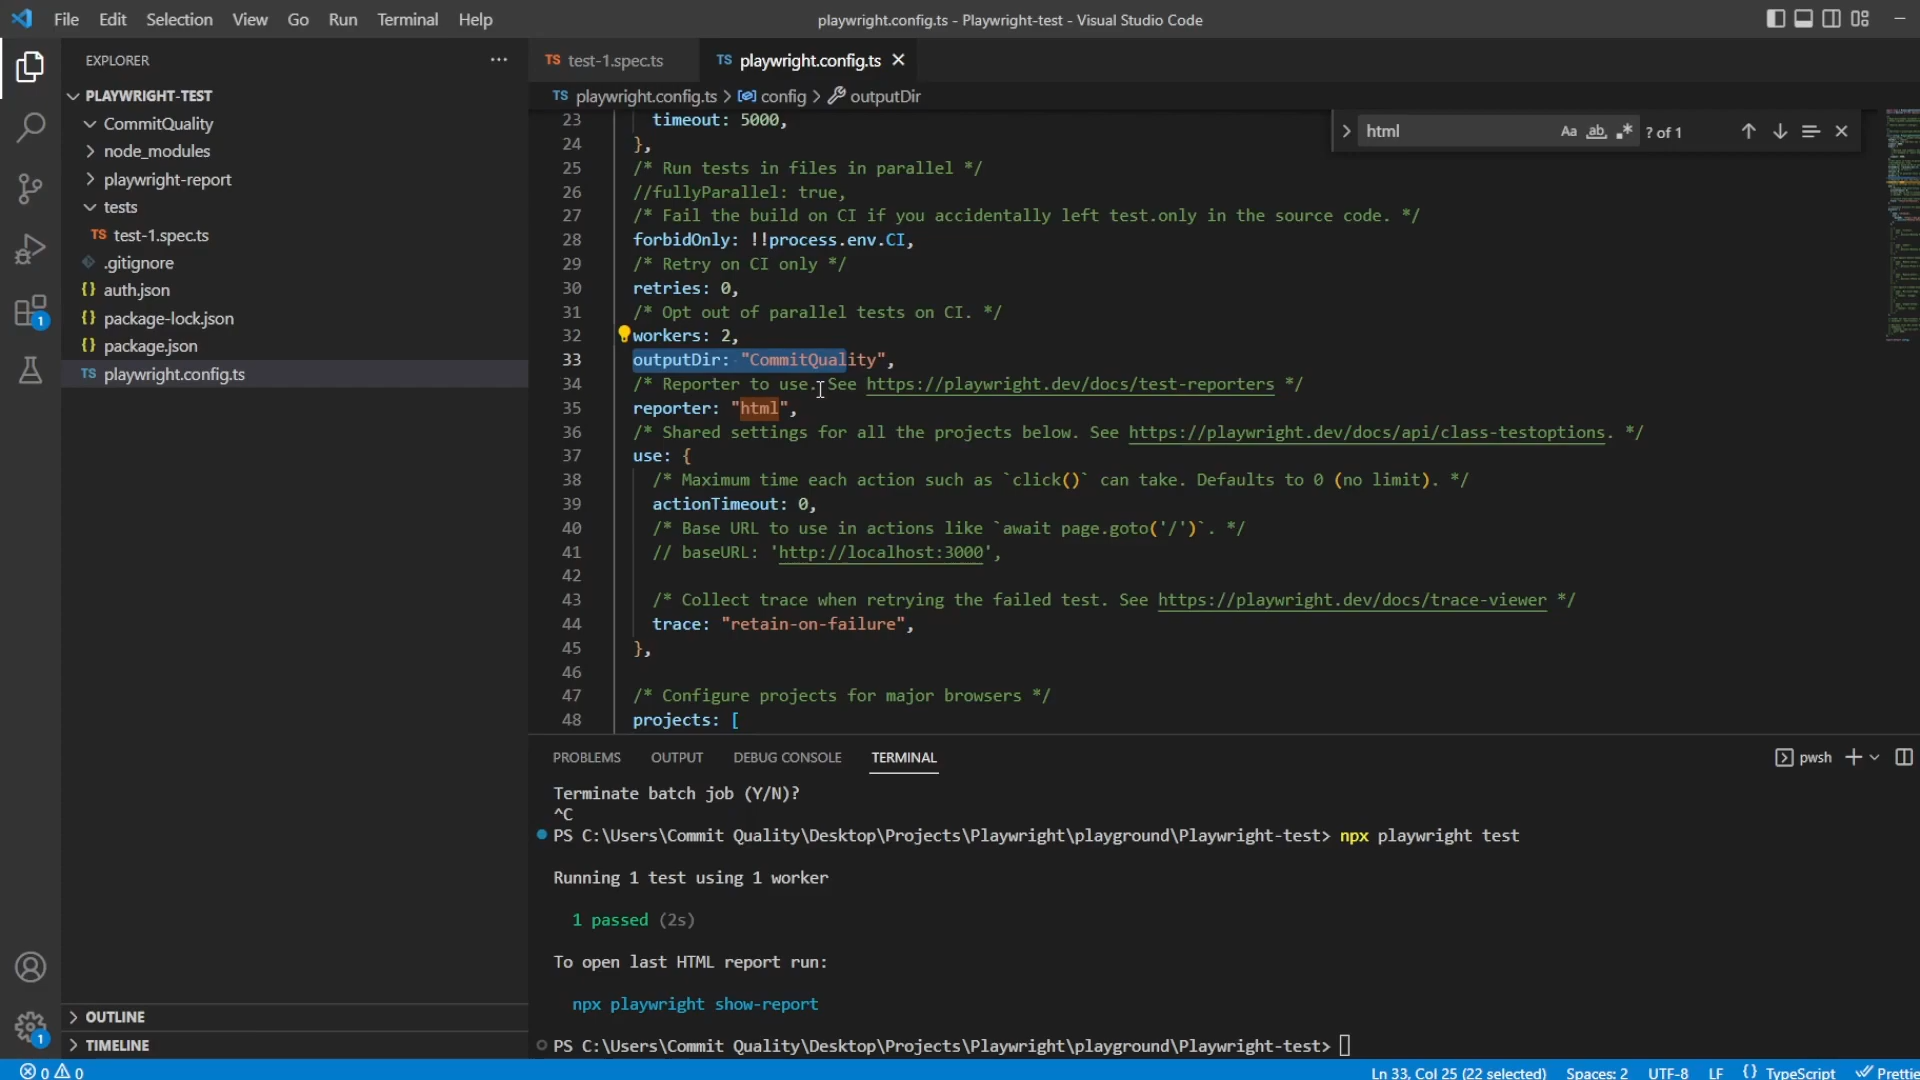 File Edit Selection View Go Run Terminal Help
playwright.config.ts - Playwright-test - Visual Studio Code
EXPLORER
PLAYWRIGHT-TEST
CommitQuality
node_modules
playwright-report
tests
TS test-1.spec.ts
.gitignore
{} auth.json
{} package-lock.json
{} package.json
TS playwright.config.ts
OUTLINE
TIMELINE
1
1
TS test-1.spec.ts
TS playwright.config.ts
TS playwright.config.ts > config > outputDir
html
Aa ab ? of 1
23 timeout: 5000,
24 },
25 /* Run tests in files in parallel */
26 //fullyParallel: true,
27 /* Fail the build on CI if you accidentally left test.only in the source code. */
28 forbidOnly: !!process.env.CI,
29 /* Retry on CI only */
30 retries: 0,
31 /* Opt out of parallel tests on CI. */
32 workers: 2,
33 outputDir: "CommitQuality",
34 /* Reporter to use. See https://playwright.dev/docs/test-reporters */
35 reporter: "html",
36 /* Shared settings for all the projects below. See https://playwright.dev/docs/api/class-testoptions. */
37 use: {
38 /* Maximum time each action such as `click()` can take. Defaults to 0 (no limit). */
39 actionTimeout: 0,
40 /* Base URL to use in actions like `await page.goto('/')`. */
41 // baseURL: 'http://localhost:3000',
42
43 /* Collect trace when retrying the failed test. See https://playwright.dev/docs/trace-viewer */
44 trace: "retain-on-failure",
45 },
46
47 /* Configure projects for major browsers */
48 projects: [
PROBLEMS OUTPUT DEBUG CONSOLE TERMINAL
pwsh
Terminate batch job (Y/N)?
^C
PS C:\Users\Commit Quality\Desktop\Projects\Playwright\playground\Playwright-test> npx playwright test
Running 1 test using 1 worker
1 passed (2s)
To open last HTML report run:
npx playwright show-report
PS C:\Users\Commit Quality\Desktop\Projects\Playwright\playground\Playwright-test>
0 0
Ln 33, Col 25 (22 selected) Spaces: 2 UTF-8 LF {} TypeScript Prettie